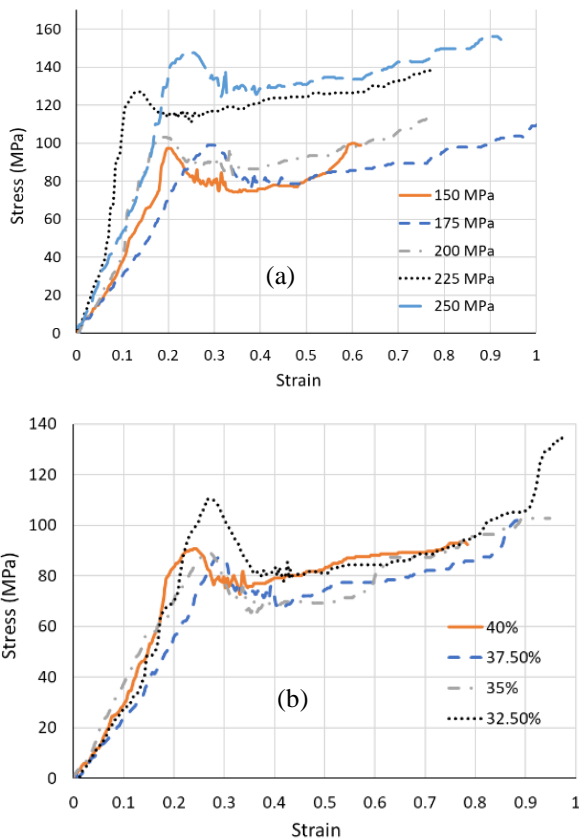 160
140
120
100
80
60
40
20
0
Stress (MPa)
150 MPa
175 MPa
200 MPa
225 MPa
250 MPa
(a)
0 0.1 0.2 0.3 0.4 0.5 0.6 0.7 0.8 0.9 1
Strain
140
120
100
80
60
40
20
0
Stress (MPa)
40%
37.50%
35%
32.50%
(b)
0 0.1 0.2 0.3 0.4 0.5 0.6 0.7 0.8 0.9 1
Strain